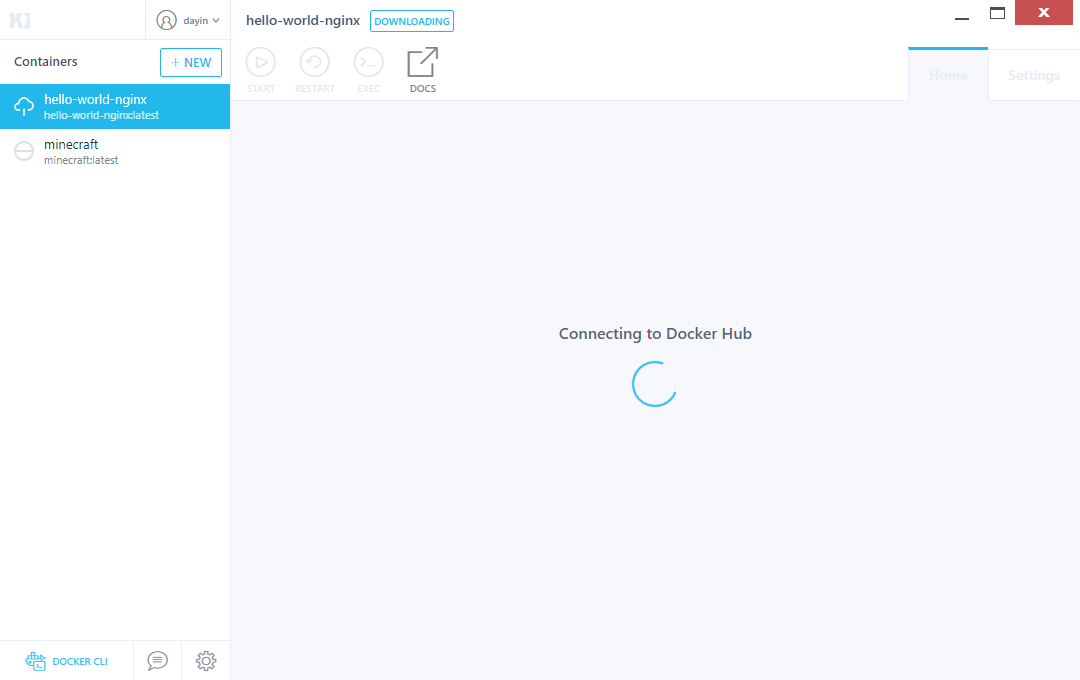 dayin
Containers
+ NEW
hello-world-nginx
hello-world-nginx:latest
minecraft
minecraft:latest
DOCKER CLI
hello-world-nginx DOWNLOADING
START RESTART EXEC DOCS
Home Settings
Connecting to Docker Hub